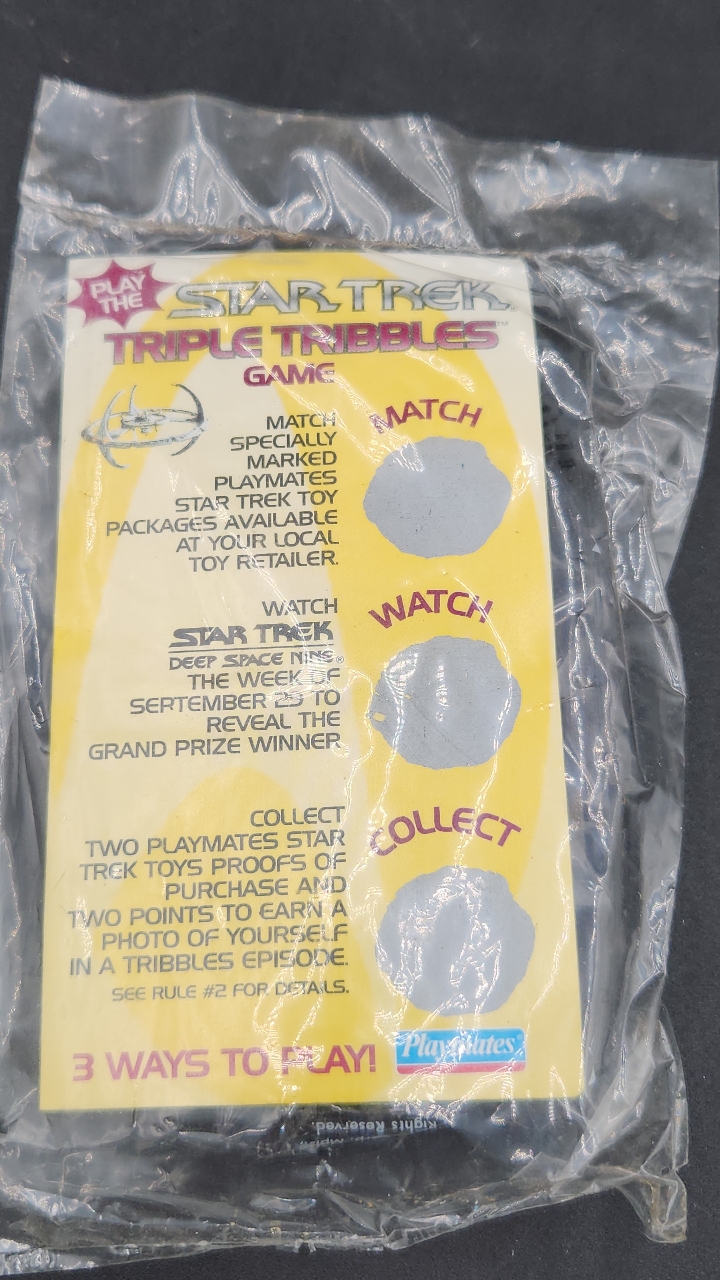 PLAY
THE
STAR TREK
TRIPLE TRIBBLES™
GAME
MATCH
SPECIALLY
MARKED
PLAYMATES
STAR TREK TOY
PACKAGES AVAILABLE
AT YOUR LOCAL
TOY RETAILER.
MATCH
WATCH
STAR TREK
DEEP SPACE NINE®
THE WEEK OF
SEPTEMBER 23 TO
REVEAL THE
GRAND PRIZE WINNER
WATCH
COLLECT
TWO PLAYMATES STAR
TREK TOYS PROOFS OF
PURCHASE AND
TWO POINTS TO EARN A
PHOTO OF YOURSELF
IN A TRIBBLES EPISODE.
SEE RULE #2 FOR DETAILS.
COLLECT
3 WAYS TO PLAY!
Playmates
Rights Reserved.